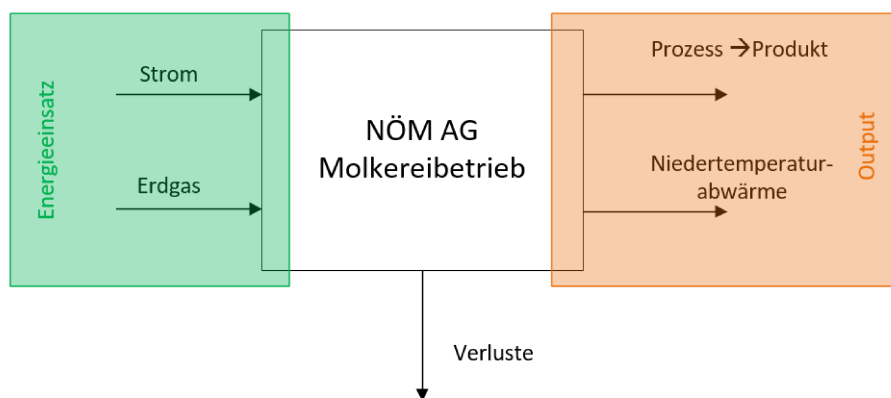 Energieeinsatz
Strom
Erdgas
NÖM AG
Molkereibetrieb
Prozess →Produkt
Niedertemperatur-
abwärme
Output
Verluste